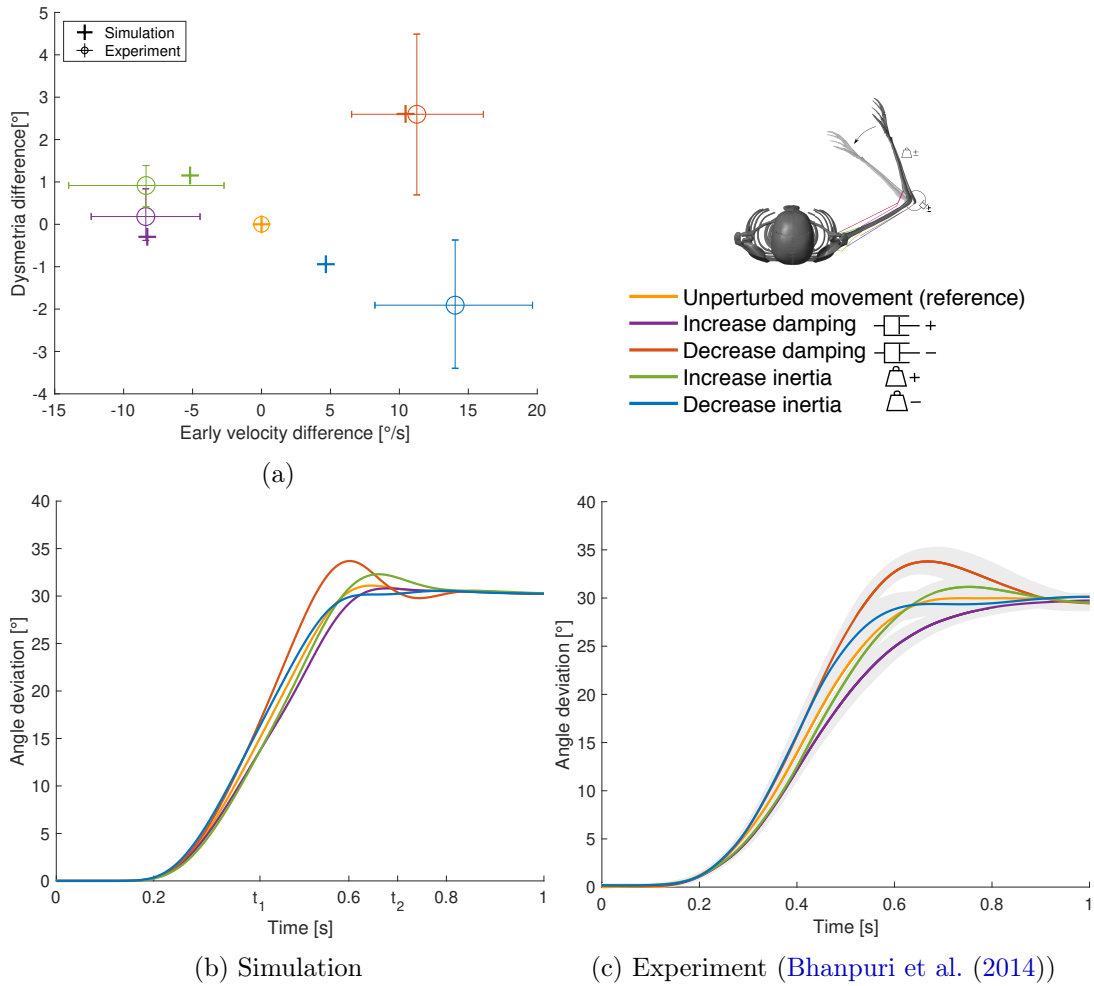 5
4
3
2
1
0
-1
-2
-3
-4
Dysmetria difference[°]
Simulation
Experiment
-15 -10 -5 0 5 10 15 20
Early velocity difference [°/s]
(a)
±
±
Unperturbed movement (reference)
Increase damping +
Decrease damping −
Increase inertia +
Decrease inertia −
40
35
30
25
20
15
10
5
0
Angle deviation [°]
0 0.2 t_1 0.6 t_2 0.8 1
Time [s]
(b) Simulation
40
35
30
25
20
15
10
5
0
Angle deviation [°]
0 0.2 0.4 0.6 0.8 1
Time [s]
(c) Experiment (Bhanpuri et al. (2014))